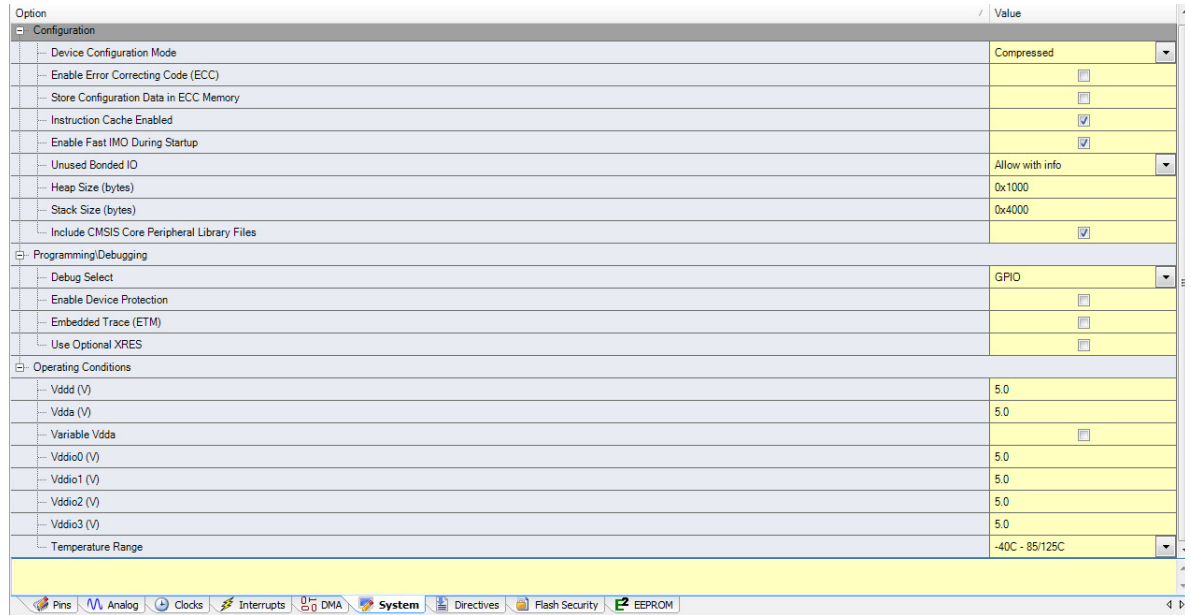 Option Value
Configuration
Device Configuration Mode Compressed
Enable Error Correcting Code (ECC)
Store Configuration Data in ECC Memory
Instruction Cache Enabled
Enable Fast IMO During Startup
Unused Bonded IO Allow with info
Heap Size (bytes) 0x1000
Stack Size (bytes) 0x4000
Include CMSIS Core Peripheral Library Files
Programming\Debugging
Debug Select GPIO
Enable Device Protection
Embedded Trace (ETM)
Use Optional XRES
Operating Conditions
Vddd (V) 5.0
Vdda (V) 5.0
Variable Vdda
Vddio0 (V) 5.0
Vddio1 (V) 5.0
Vddio2 (V) 5.0
Vddio3 (V) 5.0
Temperature Range -40C - 85/125C
Pins Analog Clocks Interrupts DMA System Directives Flash Security E2 EEPROM